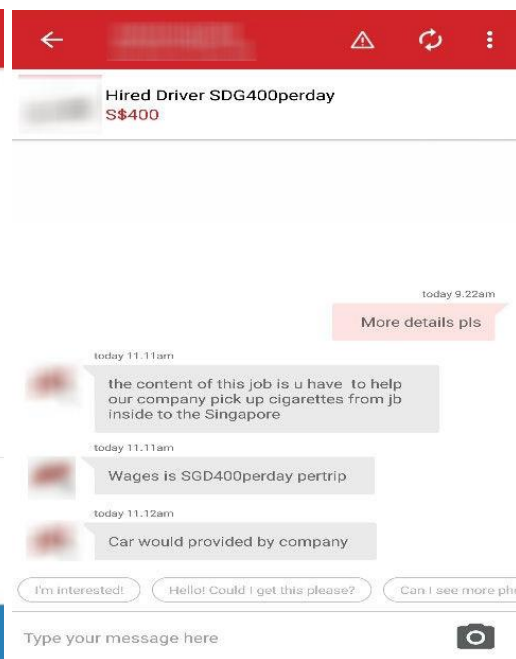 Hired Driver SDG400perday
S$400
today 9.22am
More details pls
today 11.11am
the content of this job is u have to help
our company pick up cigarettes from jb
inside to the Singapore
today 11.11am
Wages is SGD400perday pertrip
today 11.12am
Car would provided by company
I'm interested!
Hello! Could I get this please?
Can I see more
Type your message here